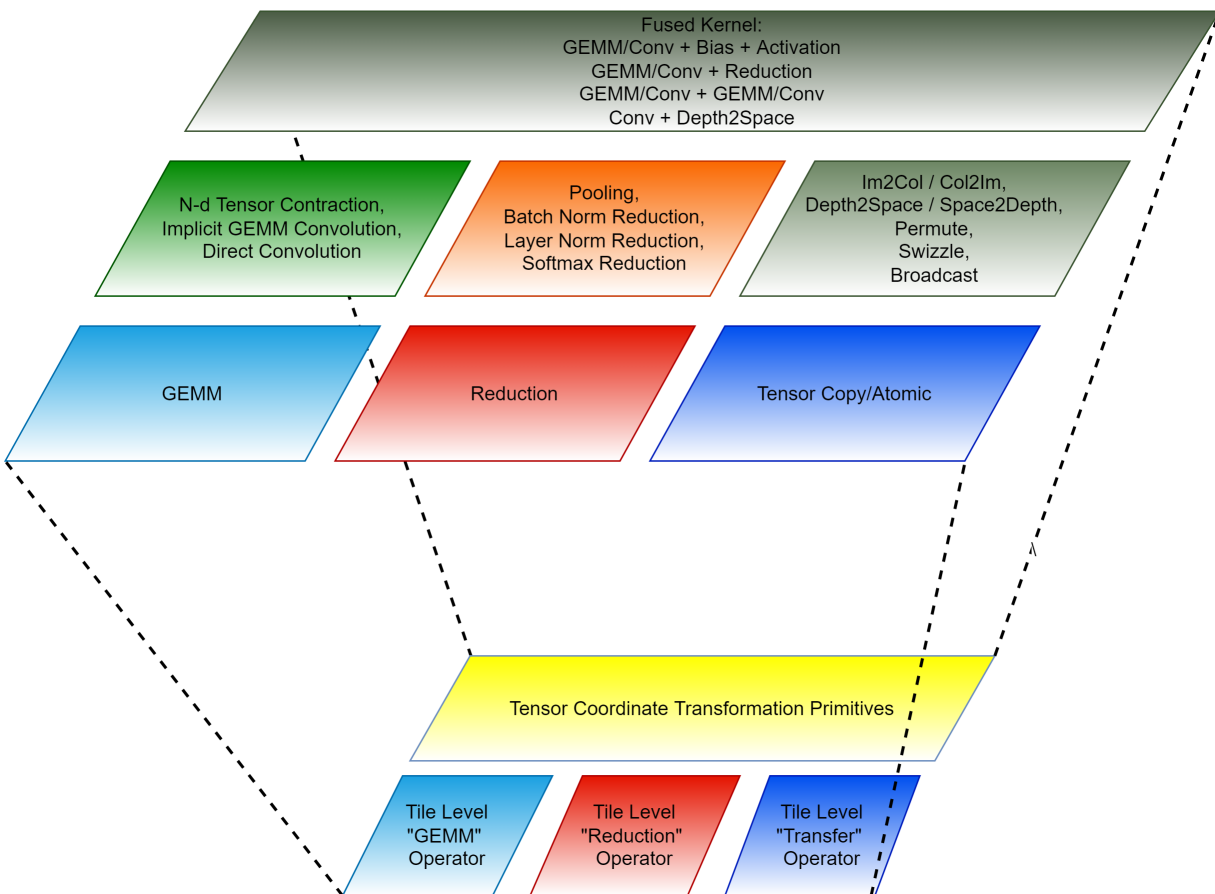 Fused Kernel:
GEMM/Conv + Bias + Activation
GEMM/Conv + Reduction
GEMM/Conv + GEMM/Conv
Conv + Depth2Space
N-d Tensor Contraction,
Implicit GEMM Convolution,
Direct Convolution
Pooling,
Batch Norm Reduction,
Layer Norm Reduction,
Softmax Reduction
Im2Col / Col2Im,
Depth2Space / Space2Depth,
Permute,
Swizzle,
Broadcast
GEMM
Reduction
Tensor Copy/Atomic
Tensor Coordinate Transformation Primitives
Tile Level
"GEMM"
Operator
Tile Level
"Reduction"
Operator
Tile Level
"Transfer"
Operator